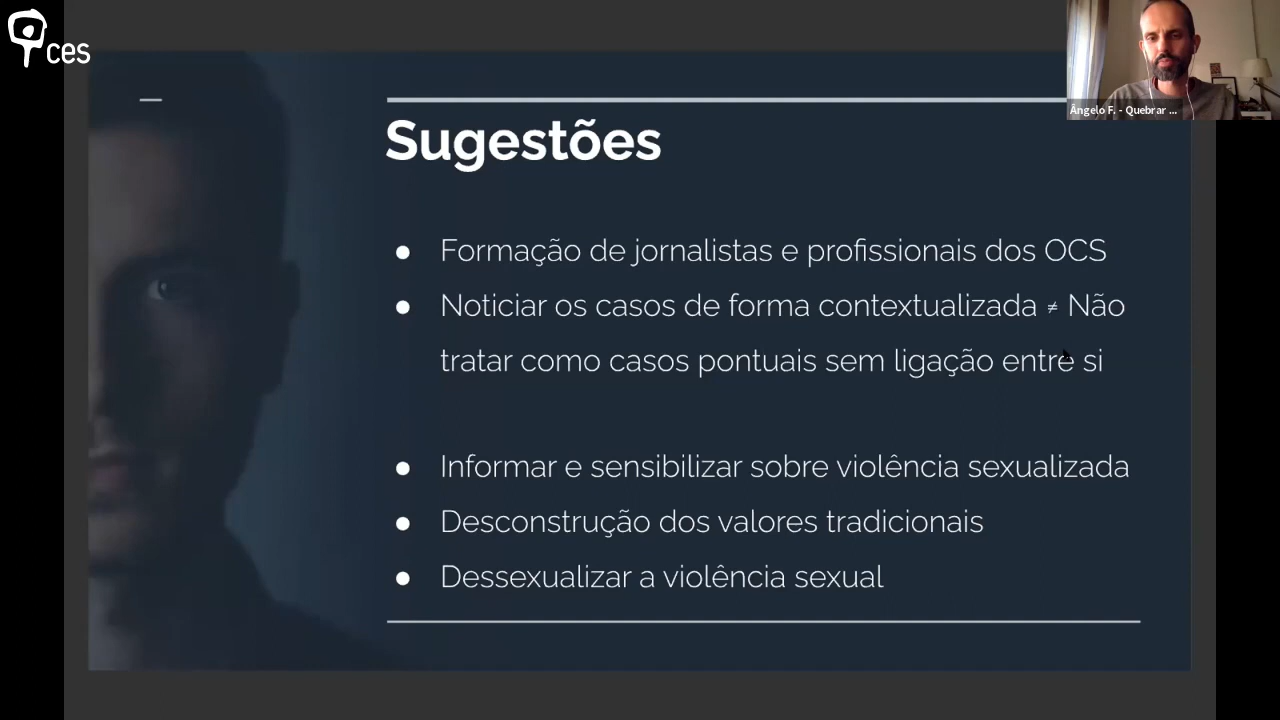 ces
Ângelo F. - Quebrar ...
Sugestões
● Formação de jornalistas e profissionais dos OCS
● Noticiar os casos de forma contextualizada ≠ Não
tratar como casos pontuais sem ligação entre si
● Informar e sensibilizar sobre violência sexualizada
● Desconstrução dos valores tradicionais
● Dessexualizar a violência sexual